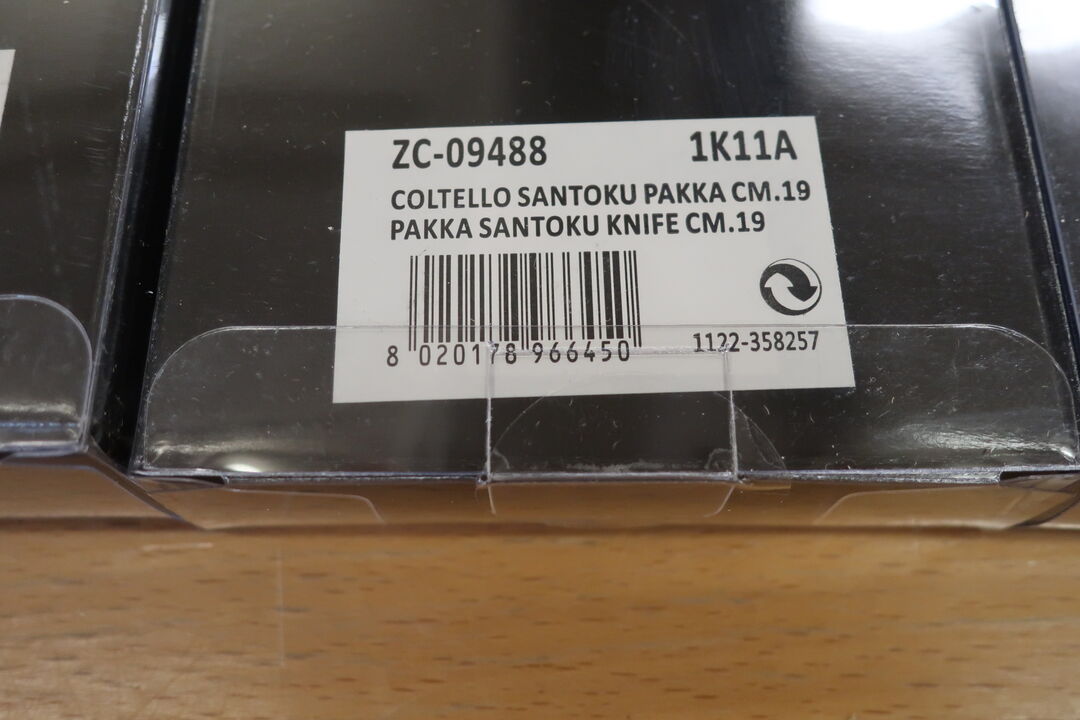 ZC-09488 1K11A
COLTELLO SANTOKU PAKKA CM.19
PAKKA SANTOKU KNIFE CM.19
8 020178 966450
1122-358257